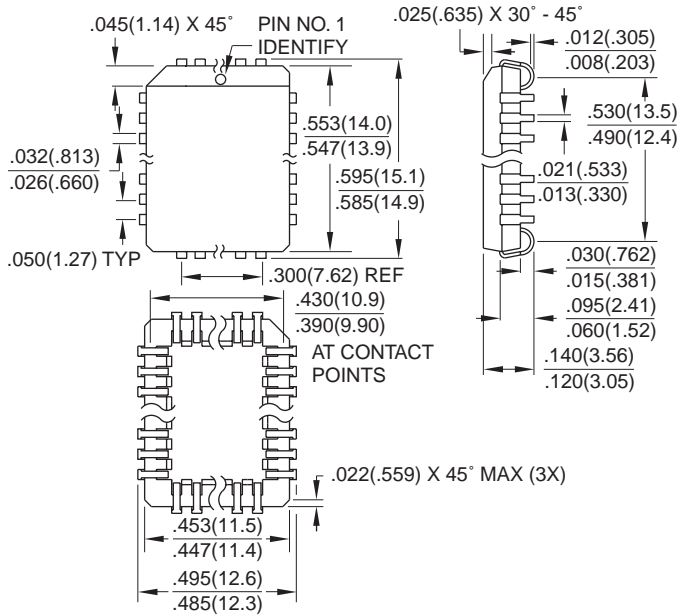 .045(1.14) X 45°
PIN NO. 1
IDENTIFY
.025(.635) X 30° - 45°
.012(.305)
.008(.203)
.553(14.0)
.547(13.9)
.530(13.5)
.490(12.4)
.032(.813)
.026(.660)
.595(15.1)
.585(14.9)
.021(.533)
.013(.330)
.050(1.27) TYP
.300(7.62) REF
.030(.762)
.015(.381)
.430(10.9)
.390(9.90)
AT CONTACT
POINTS
.095(2.41)
.060(1.52)
.140(3.56)
.120(3.05)
.022(.559) X 45° MAX (3X)
.453(11.5)
.447(11.4)
.495(12.6)
.485(12.3)